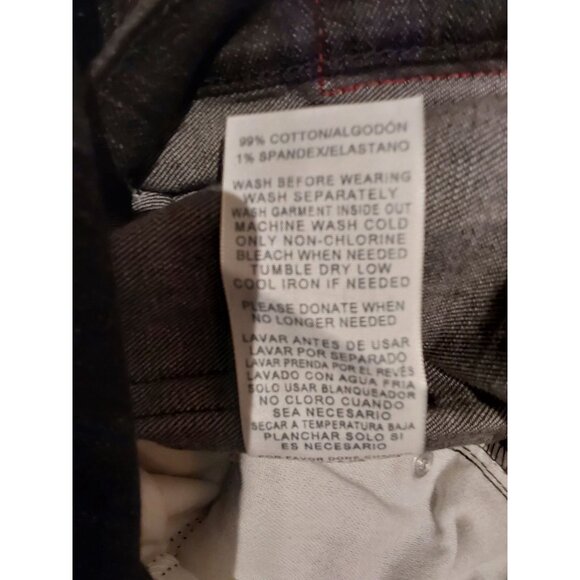 99% COTTON/ALGODÓN
1% SPANDEX/ELASTANO
WASH BEFORE WEARING
WASH SEPARATELY
WASH GARMENT INSIDE OUT
MACHINE WASH COLD
ONLY NON-CHLORINE
BLEACH WHEN NEEDED
TUMBLE DRY LOW
COOL IRON IF NEEDED
PLEASE DONATE WHEN
NO LONGER NEEDED
LAVAR ANTES DE USAR
LAVAR POR SEPARADO
LAVAR PRENDA POR EL REVÉS
LAVADO CON AGUA FRIA
SOLO USAR BLANQUEADOR
NO CLORO CUANDO
SEA NECESARIO
SECAR A TEMPERATURA BAJA
PLANCHAR SOLO SI
ES NECESARIO
POR FAVOR DONE